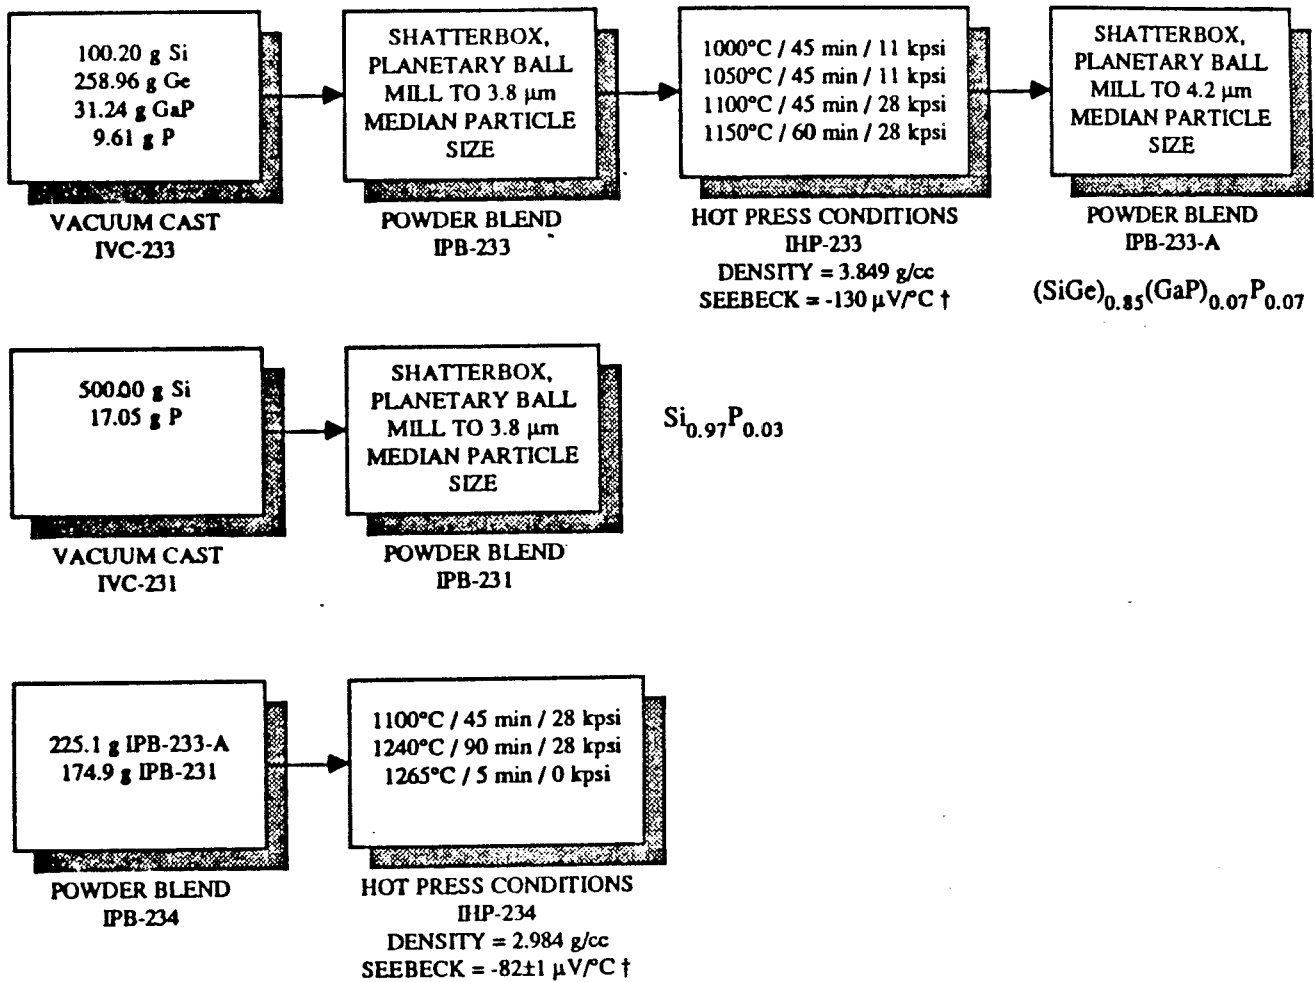 100.20 g Si
258.96 g Ge
31.24 g GaP
9.61 g P
VACUUM CAST
IVC-233
SHATTERBOX,
PLANETARY BALL
MILL TO 3.8 µm
MEDIAN PARTICLE
SIZE
POWDER BLEND
IPB-233
1000°C / 45 min / 11 kpsi
1050°C / 45 min / 11 kpsi
1100°C / 45 min / 28 kpsi
1150°C / 60 min / 28 kpsi
HOT PRESS CONDITIONS
IHP-233
DENSITY = 3.849 g/cc
SEEBECK = -130 µV/°C †
SHATTERBOX,
PLANETARY BALL
MILL TO 4.2 µm
MEDIAN PARTICLE
SIZE
POWDER BLEND
IPB-233-A
(SiGe)0.85(GaP)0.07P0.07
500.00 g Si
17.05 g P
VACUUM CAST
IVC-231
SHATTERBOX,
PLANETARY BALL
MILL TO 3.8 µm
MEDIAN PARTICLE
SIZE
POWDER BLEND
IPB-231
Si0.97P0.03
225.1 g IPB-233-A
174.9 g IPB-231
POWDER BLEND
IPB-234
1100°C / 45 min / 28 kpsi
1240°C / 90 min / 28 kpsi
1265°C / 5 min / 0 kpsi
HOT PRESS CONDITIONS
IHP-234
DENSITY = 2.984 g/cc
SEEBECK = -82±1 µV/°C †